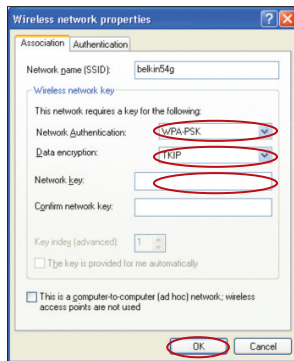 Wireless network properties
Association
Authentication
Network name (SSID):
belkin54g
Wireless network key
This network requires a key for the following:
Network Authentication:
WPA-PSK
Data encryption:
TKIP
Network key:
Confirm network key:
Key index (advanced):
1
The key is provided for me automatically
This is a computer-to-computer (ad hoc) network; wireless
access points are not used
OK
Cancel